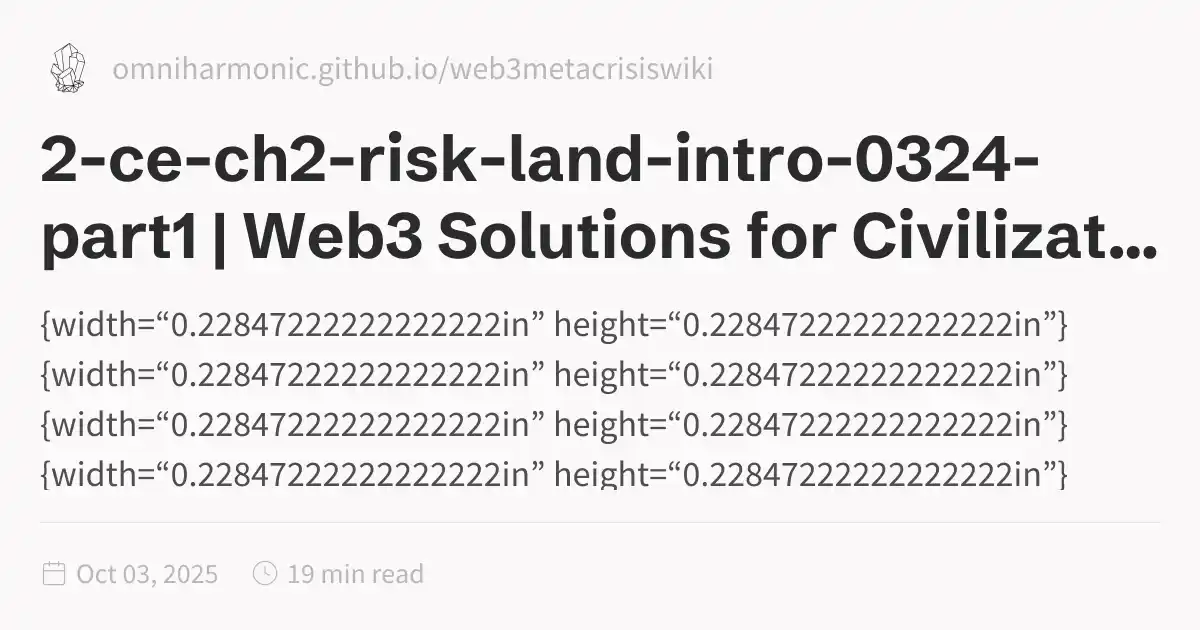 omniharmonic.github.io/web3metacrisiswiki
2-ce-ch2-risk-land-intro-0324-
part1 | Web3 Solutions for Civilizat...
{width=“0.22847222222222222in” height=“0.22847222222222222in”}
{width=“0.22847222222222222in” height=“0.22847222222222222in”}
{width=“0.22847222222222222in” height=“0.22847222222222222in”}
{width=“0.22847222222222222in” height=“0.22847222222222222in”}
Oct 03, 2025 19 min read